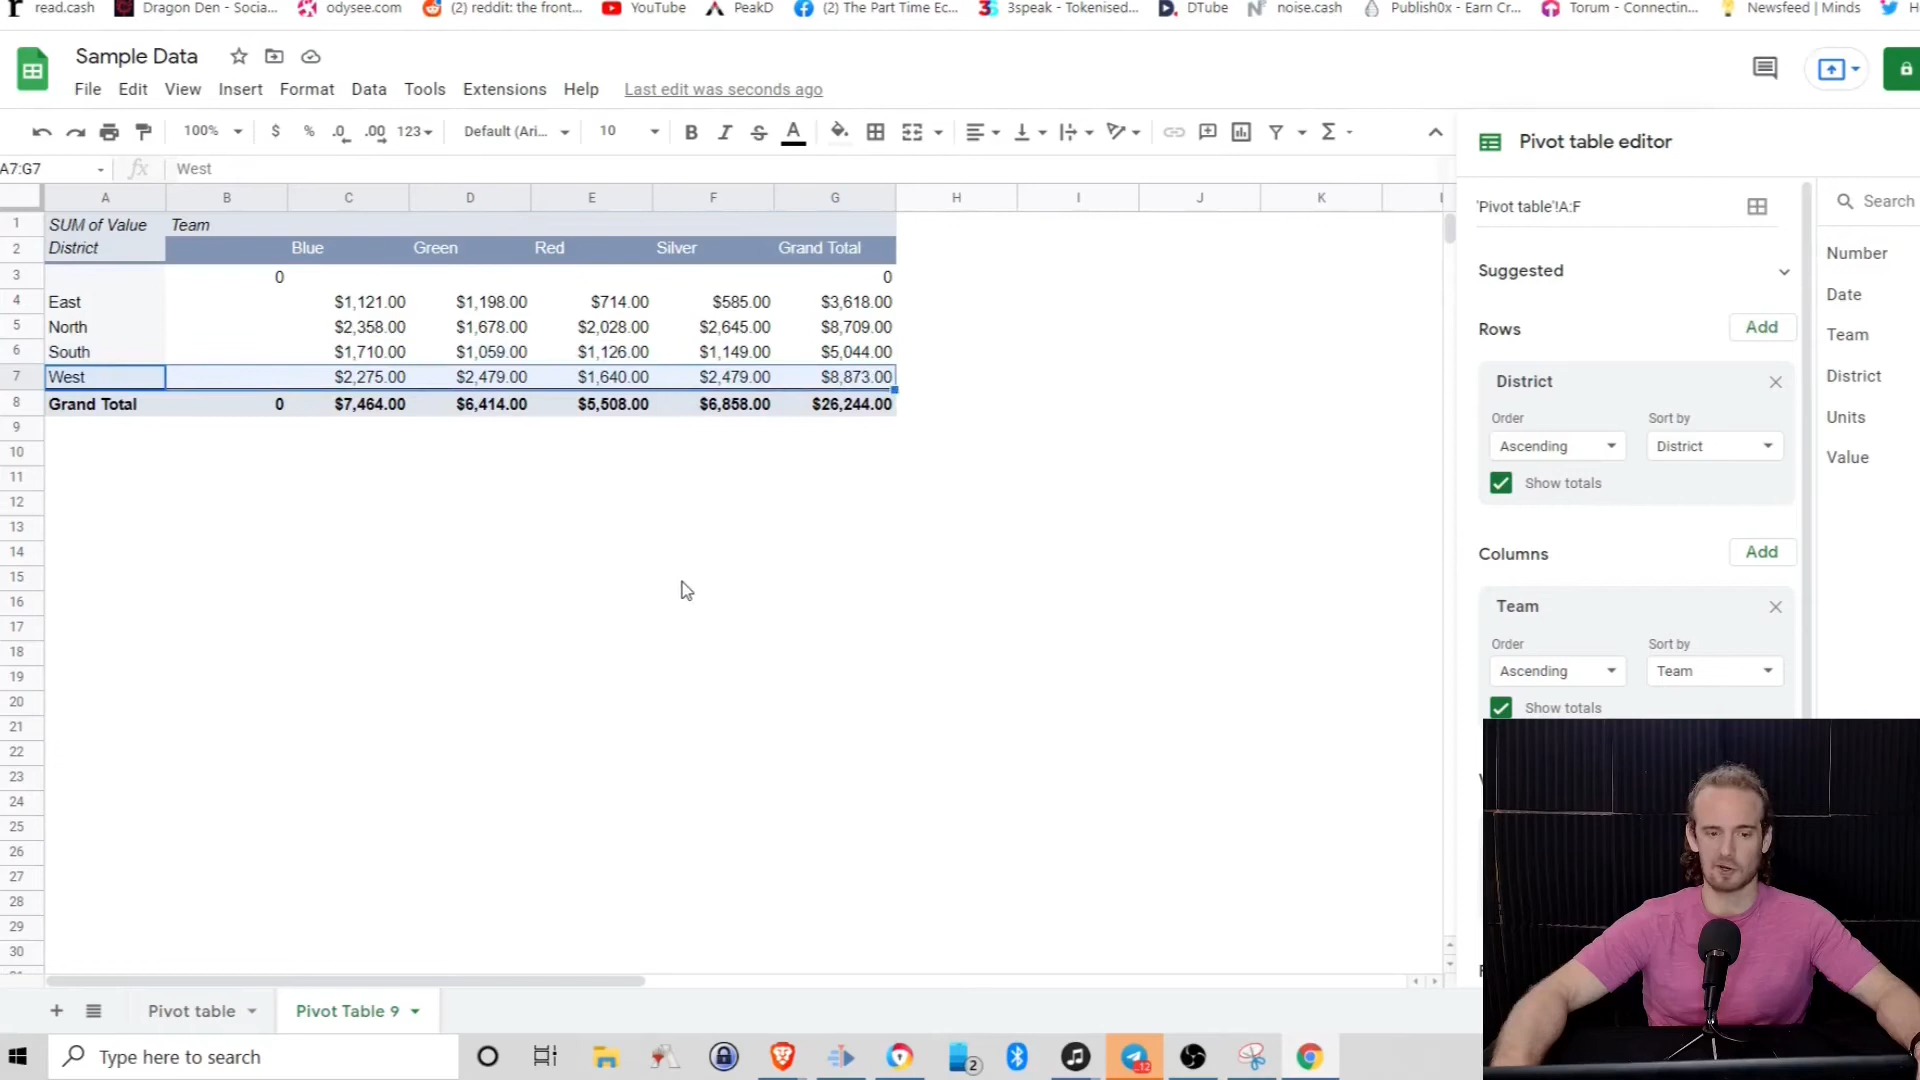 read.cash Dragon Den - Socia... odysee.com (2) reddit: the front... YouTube PeakD (2) The Part Time Ec... 3speak - Tokenised... DTube noise.cash Publish0x - Earn Cr... Torum - Connectin... Newsfeed | Minds
Sample Data
File Edit View Insert Format Data Tools Extensions Help Last edit was seconds ago
100% $ % .0 .00 123 Default (Ari... 10 B I S A Σ
Pivot table editor
A7:G7 fx West
A B C D E F G H I J K
'Pivot table'!A:F
Search
1 SUM of Value Team
2 District Blue Green Red Silver Grand Total
3 0 0
4 East $1,121.00 $1,198.00 $714.00 $585.00 $3,618.00
5 North $2,358.00 $1,678.00 $2,028.00 $2,645.00 $8,709.00
6 South $1,710.00 $1,059.00 $1,126.00 $1,149.00 $5,044.00
7 West $2,275.00 $2,479.00 $1,640.00 $2,479.00 $8,873.00
8 Grand Total 0 $7,464.00 $6,414.00 $5,508.00 $6,858.00 $26,244.00
9
10
11
12
13
14
15
16
17
18
19
20
21
22
23
24
25
26
27
28
29
30
Suggested
Rows Add
District
Order Sort by
Ascending District
Show totals
Columns Add
Team
Order Sort by
Ascending Team
Show totals
Number
Date
Team
District
Units
Value
+ Pivot table Pivot Table 9
Type here to search
2
12